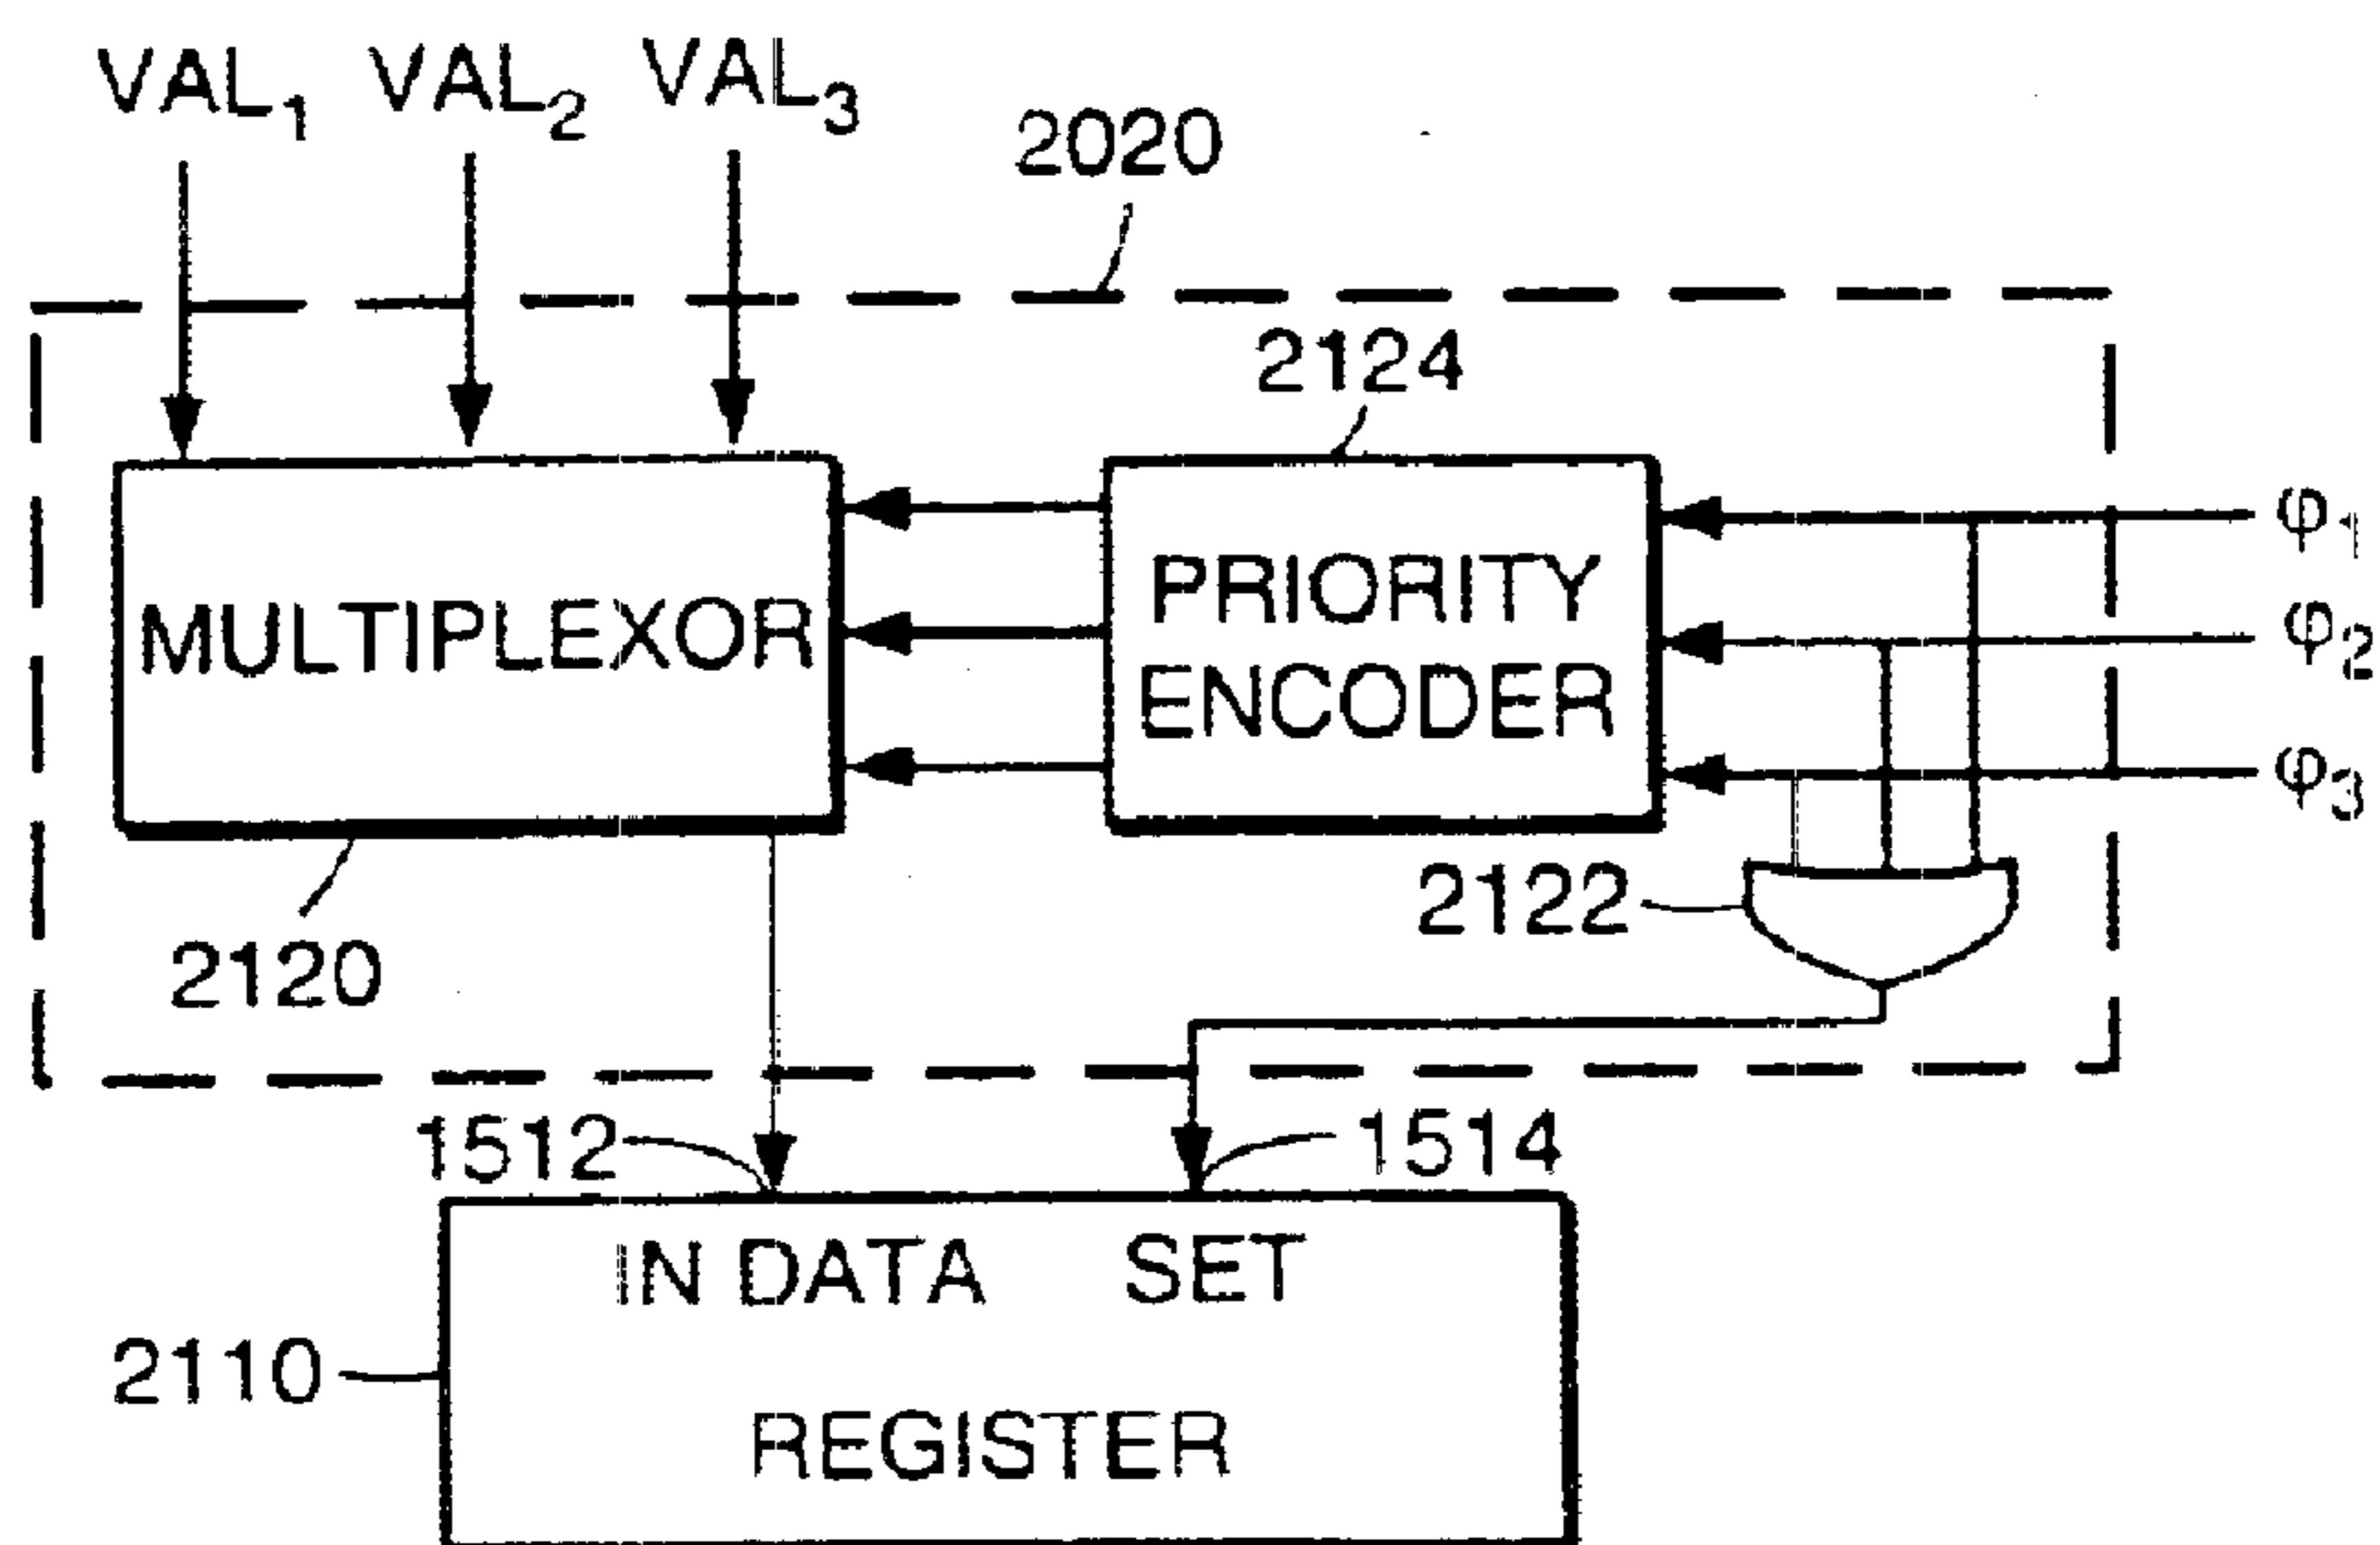 VAL₁ VAL₂ VAL₃
2020
2124
φ₁
MULTIPLEXOR
PRIORITY
ENCODER
φ₂
φ₃
2122
2120
1512
1514
IN DATA SET
2110
REGISTER